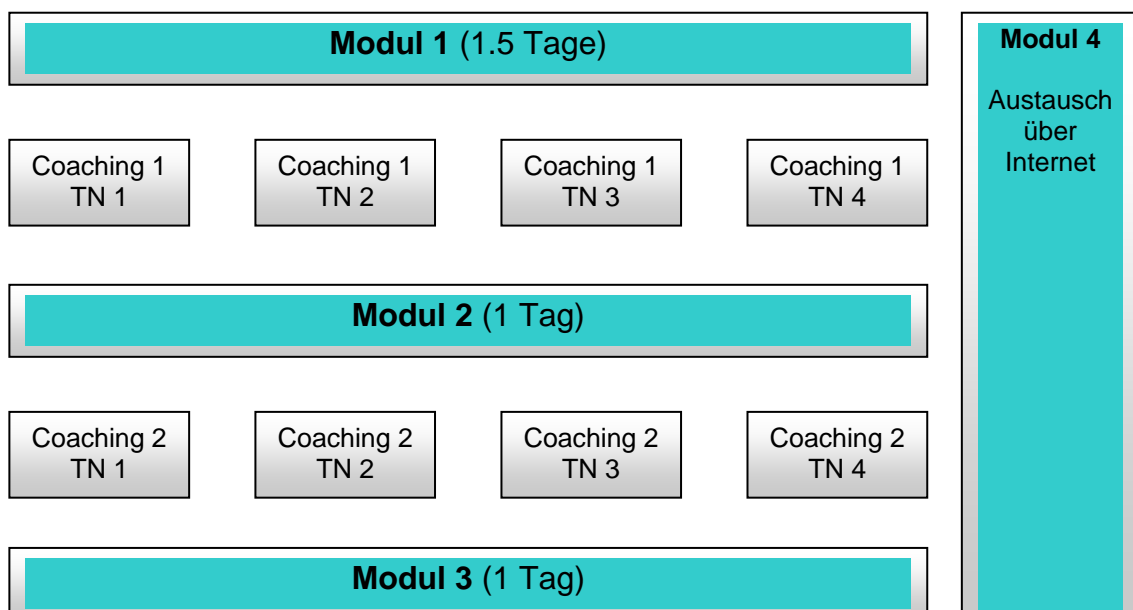 Modul 1 (1.5 Tage)
Coaching 1
TN 1
Coaching 1
TN 2
Coaching 1
TN 3
Coaching 1
TN 4
Modul 2 (1 Tag)
Coaching 2
TN 1
Coaching 2
TN 2
Coaching 2
TN 3
Coaching 2
TN 4
Modul 3 (1 Tag)
Modul 4
Austausch
über
Internet